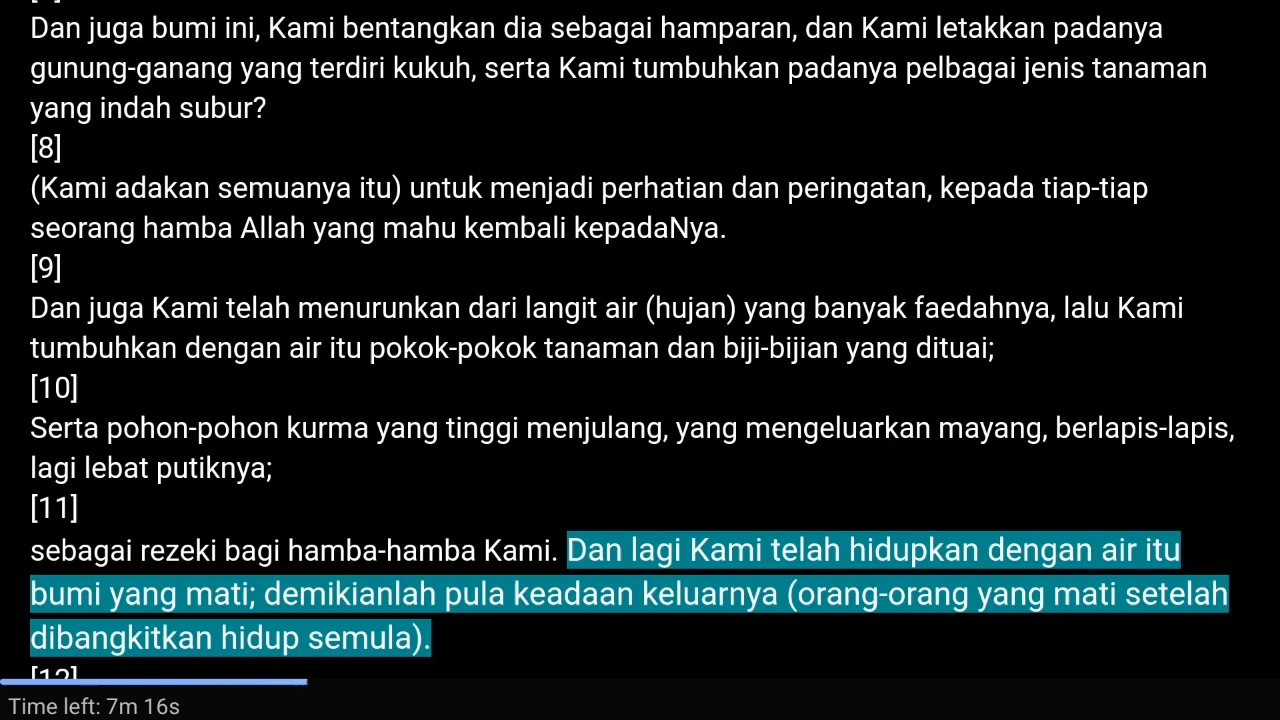 Dan juga bumi ini, Kami bentangkan dia sebagai hamparan, dan Kami letakkan padanya
gunung-ganang yang terdiri kukuh, serta Kami tumbuhkan padanya pelbagai jenis tanaman
yang indah subur?
[8]
(Kami adakan semuanya itu) untuk menjadi perhatian dan peringatan, kepada tiap-tiap
seorang hamba Allah yang mahu kembali kepadaNya.
[9]
Dan juga Kami telah menurunkan dari langit air (hujan) yang banyak faedahnya, lalu Kami
tumbuhkan dengan air itu pokok-pokok tanaman dan biji-bijian yang dituai;
[10]
Serta pohon-pohon kurma yang tinggi menjulang, yang mengeluarkan mayang, berlapis-lapis,
lagi lebat putiknya;
[11]
sebagai rezeki bagi hamba-hamba Kami. Dan lagi Kami telah hidupkan dengan air itu
bumi yang mati; demikianlah pula keadaan keluarnya (orang-orang yang mati setelah
dibangkitkan hidup semula).
[12]
Time left: 7m 16s